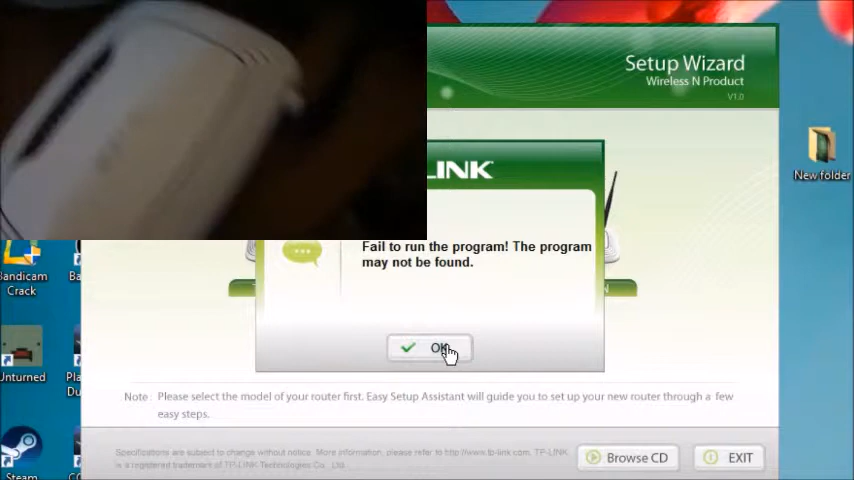 Setup Wizard
Wireless N Product
V1.0
New folder
LINK
Fail to run the program! The program
may not be found.
OK
Bandicam
Crack
Ba
Unturned
Pla
Du
Note: Please select the model of your router first. Easy Setup Assistant will guide you to set up your new router through a few
easy steps.
Steam
CO
Specifications are subject to change without notice. More information, please refer to http://www.tp-link.com. TP-LINK
is a registered trademark of TP-LINK Technologies Co., Ltd.
Browse CD
EXIT